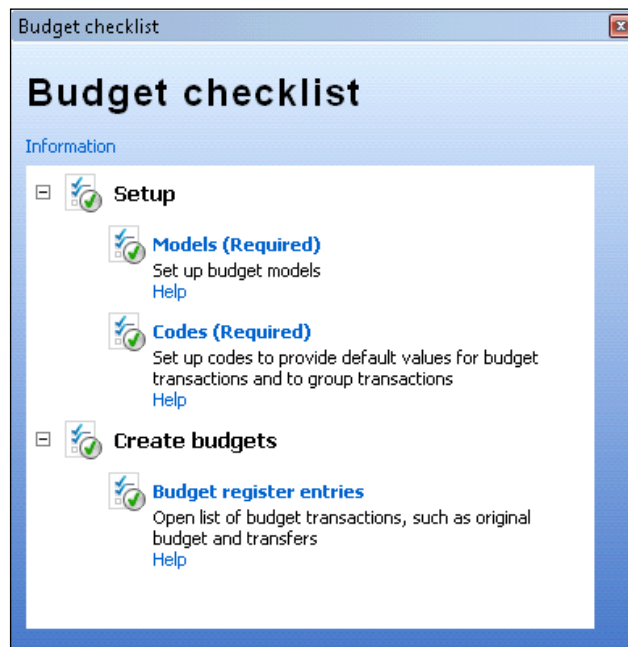 Budget checklist
Budget checklist
Information
Setup
Models (Required)
Set up budget models
Help
Codes (Required)
Set up codes to provide default values for budget
transactions and to group transactions
Help
Create budgets
Budget register entries
Open list of budget transactions, such as original
budget and transfers
Help